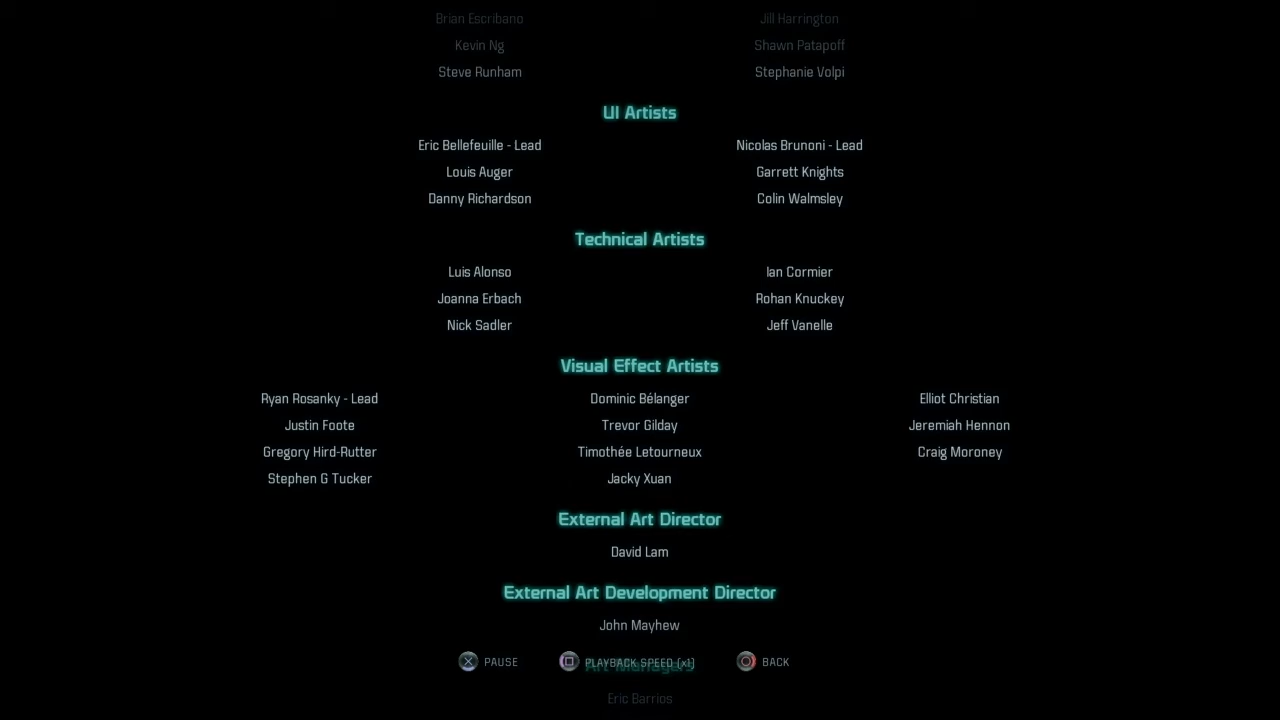 Brian Escribano Jill Harrington
Kevin Ng Shawn Patapoff
Steve Runham Stephanie Volpi
UI Artists
Eric Bellefeuille - Lead Nicolas Brunoni - Lead
Louis Auger Garrett Knights
Danny Richardson Colin Walmsley
Technical Artists
Luis Alonso Ian Cormier
Joanna Erbach Rohan Knuckey
Nick Sadler Jeff Vanelle
Visual Effect Artists
Ryan Rosanky - Lead Dominic Bélanger Elliot Christian
Justin Foote Trevor Gilday Jeremiah Hennon
Gregory Hird-Rutter Timothée Letourneux Craig Moroney
Stephen G Tucker Jacky Xuan
External Art Director
David Lam
External Art Development Director
John Mayhew
PAUSE PLAYBACK SPEED [x1] BACK
Art Managers
Eric Barrios